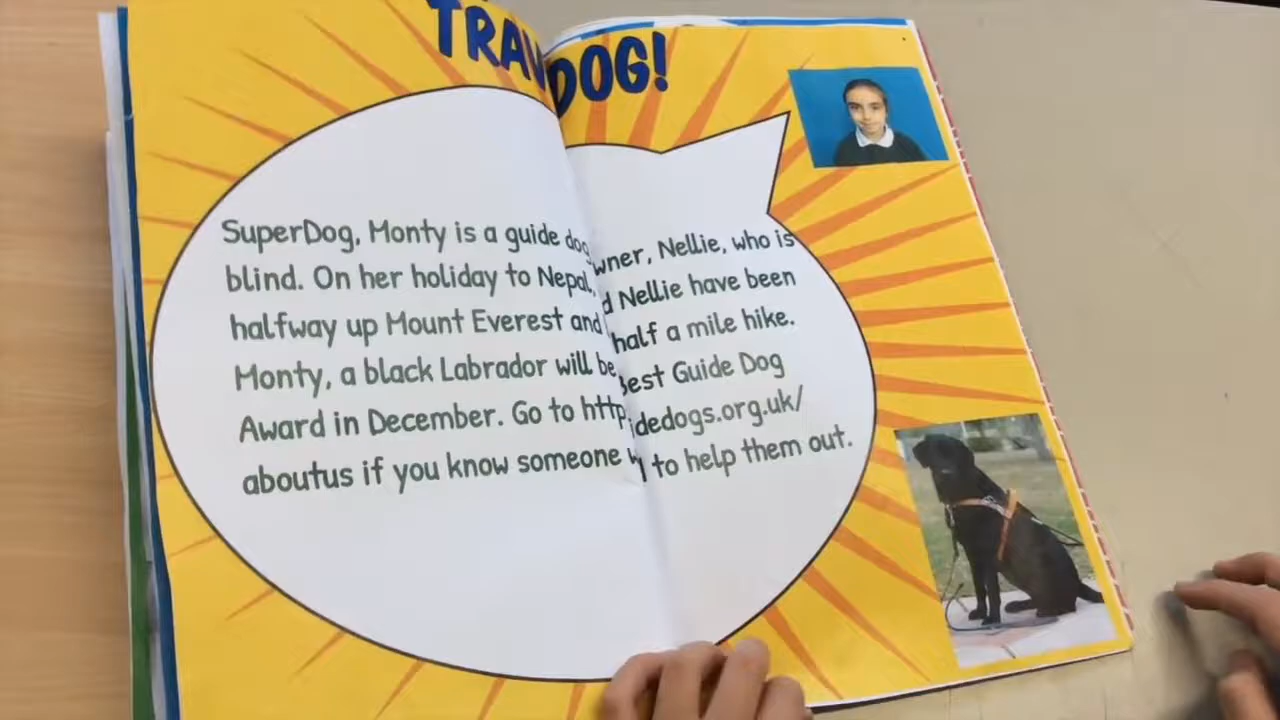 TRAV DOG!
SuperDog, Monty is a guide dog wner, Nellie, who is
blind. On her holiday to Nepal, d Nellie have been
halfway up Mount Everest and half a mile hike.
Monty, a black Labrador will be Best Guide Dog
Award in December. Go to http idedogs.org.uk/
aboutus if you know someone w to help them out.